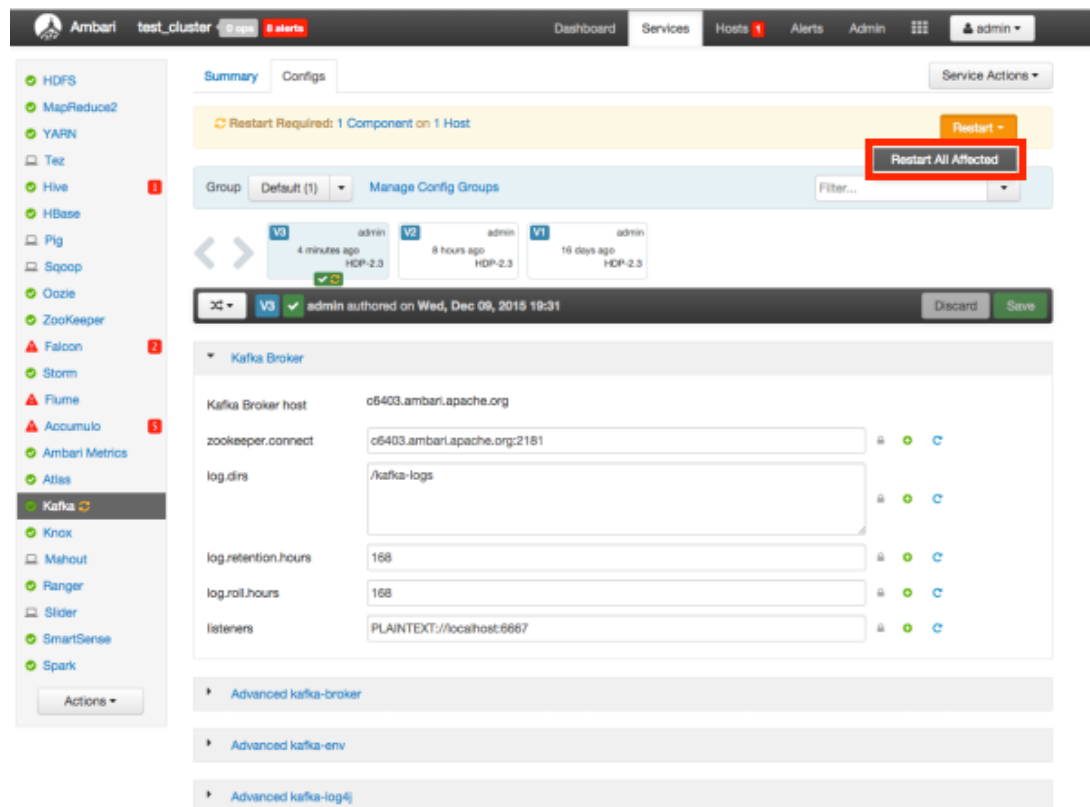 Ambari test_cluster 0 ops 8 alerts Dashboard Services Hosts 1 Alerts Admin admin
HDFS
MapReduce2
YARN
Tez
Hive 1
HBase
Pig
Sqoop
Oozie
ZooKeeper
Falcon 2
Storm
Flume
Accumulo 5
Ambari Metrics
Atlas
Kafka
Knox
Mahout
Ranger
Slider
SmartSense
Spark
Actions
Summary Configs Service Actions
Restart Required: 1 Component on 1 Host Restart
Restart All Affected
Group Default (1) Manage Config Groups Filter...
V3 admin
4 minutes ago
HDP-2.3
V2 admin
8 hours ago
HDP-2.3
V1 admin
16 days ago
HDP-2.3
V3 admin authored on Wed, Dec 09, 2015 19:31 Discard Save
Kafka Broker
Kafka Broker host c6403.ambari.apache.org
zookeeper.connect c6403.ambari.apache.org:2181
log.dirs /kafka-logs
log.retention.hours 168
log.roll.hours 168
listeners PLAINTEXT://localhost:6667
Advanced kafka-broker
Advanced kafka-env
Advanced kafka-log4j